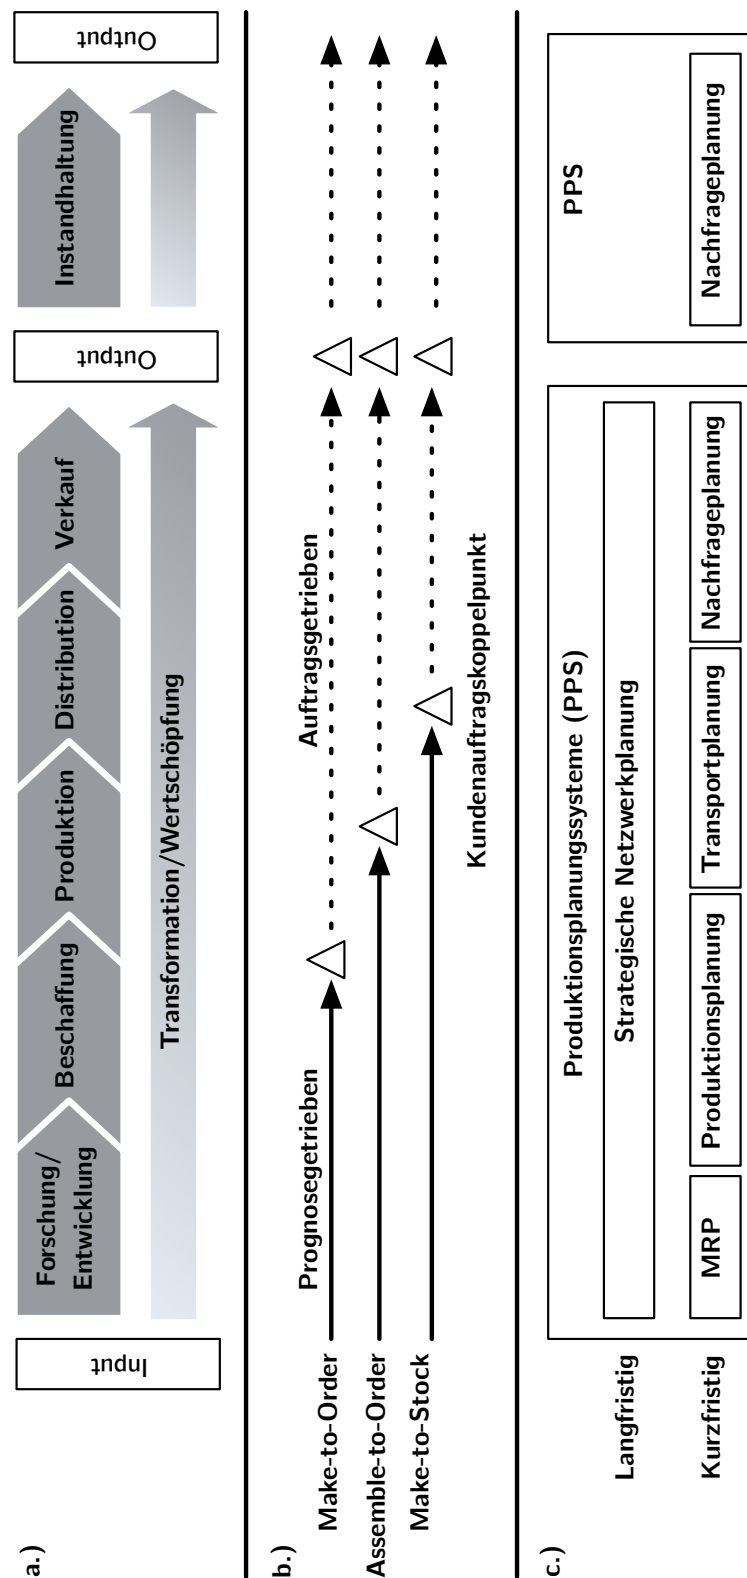 a.)
Input
Forschung/
Entwicklung
Beschaffung
Produktion
Distribution
Verkauf
Transformation/Wertschöpfung
Output
Instandhaltung
Output
b.)
Prognosegetrieben
Auftragsgetrieben
Make-to-Order
Assemble-to-Order
Make-to-Stock
Kundenauftragskoppelpunkt
c.)
Produktionsplanungssysteme (PPS)
PPS
Langfristig
Strategische Netzwerkplanung
Kurzfristig
MRP
Produktionsplanung
Transportplanung
Nachfrageplanung
Nachfrageplanung